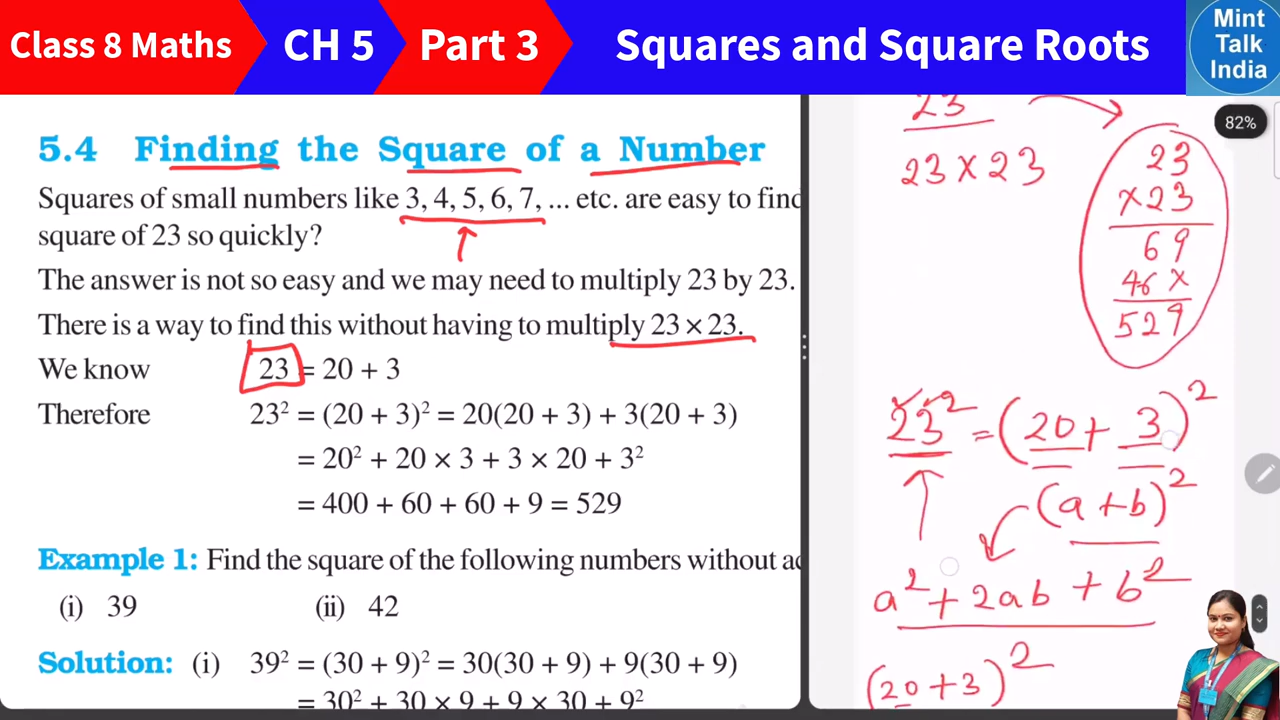 Class 8 Maths CH 5 Part 3 Squares and Square Roots
Mint
Talk
India
82%
5.4 Finding the Square of a Number
Squares of small numbers like 3, 4, 5, 6, 7, ... etc. are easy to find
square of 23 so quickly?
The answer is not so easy and we may need to multiply 23 by 23.
There is a way to find this without having to multiply 23 × 23.
We know 23 = 20 + 3
Therefore 23² = (20 + 3)² = 20(20 + 3) + 3(20 + 3)
= 20² + 20 × 3 + 3 × 20 + 3²
= 400 + 60 + 60 + 9 = 529
Example 1: Find the square of the following numbers without
(i) 39 (ii) 42
Solution: (i) 39² = (30 + 9)² = 30(30 + 9) + 9(30 + 9)
= 30² + 30 × 9 + 9 × 30 + 9²
23
23 × 23
23
×23
69
46 ×
529
23² = (20 + 3)²
(a + b)²
a² + 2ab + b²
(20 + 3)²